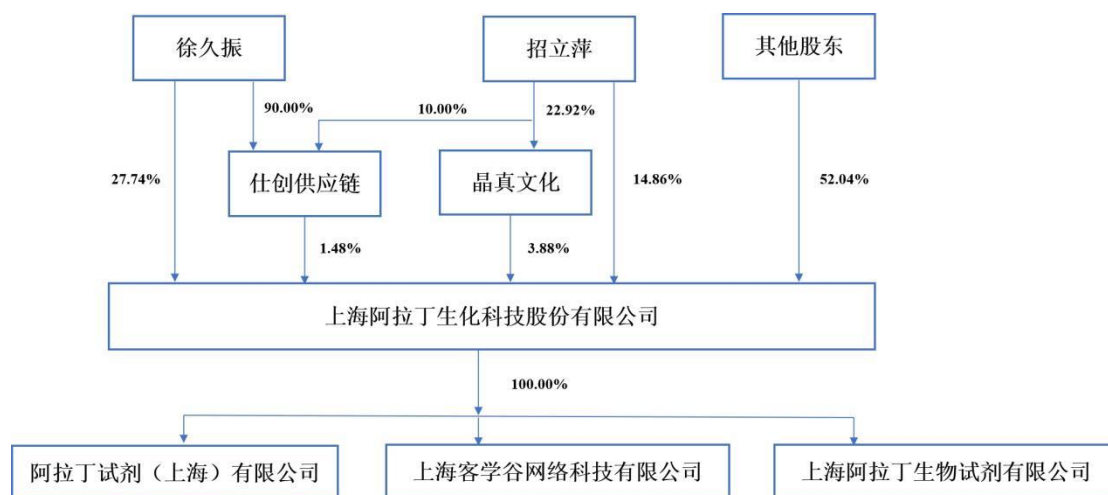 徐久振
招立萍
其他股东
90.00%
10.00%
22.92%
27.74%
仕创供应链
晶真文化
14.86%
52.04%
1.48%
3.88%
上海阿拉丁生化科技股份有限公司
100.00%
阿拉丁试剂（上海）有限公司
上海客学谷网络科技有限公司
上海阿拉丁生物试剂有限公司